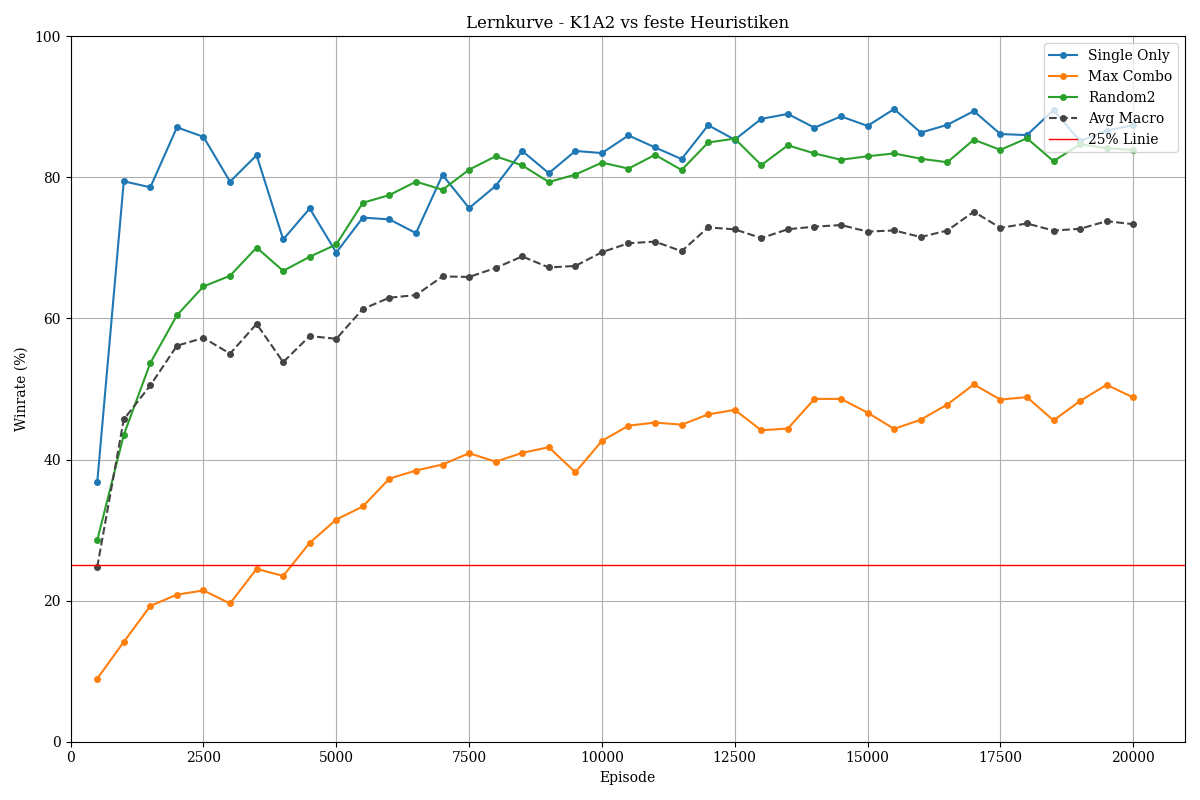 Lernkurve - K1A2 vs feste Heuristiken
Winrate (%)
100
80
60
40
20
0
Single Only
Max Combo
Random2
Avg Macro
25% Linie
0 2500 5000 7500 10000 12500 15000 17500 20000
Episode